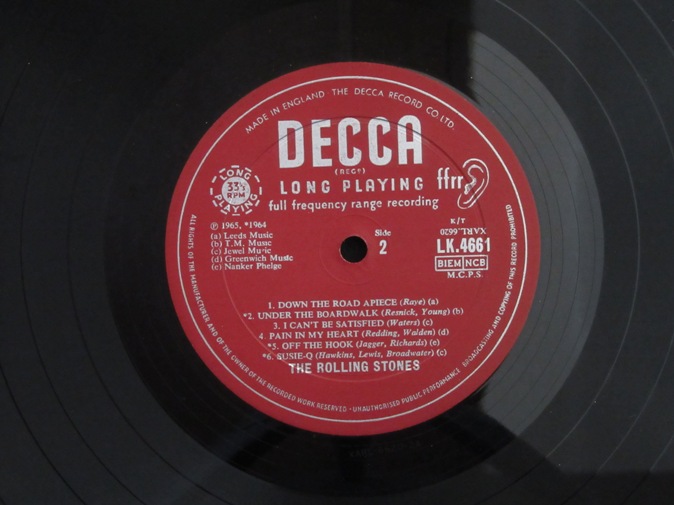 MADE IN ENGLAND · THE DECCA RECORD CO. LTD.
DECCA
(REGD)
LONG PLAYING
33⅓
RPM
LONG PLAYING
ffrr
full frequency range recording
℗ 1965, *1964
(a) Leeds Music
(b) T.M. Music
(c) Jewel Music
(d) Greenwich Music
(e) Nanker Phelge
Side
2
K/T
XARL.6620
LK.4661
BIEM NCB
M.C.P.S.
1. DOWN THE ROAD APIECE (Raye) (a)
*2. UNDER THE BOARDWALK (Resnick, Young) (b)
3. I CAN'T BE SATISFIED (Waters) (c)
4. PAIN IN MY HEART (Redding, Walden) (d)
*5. OFF THE HOOK (Jagger, Richards) (e)
*6. SUSIE-Q (Hawkins, Lewis, Broadwater) (c)
THE ROLLING STONES
ALL RIGHTS OF THE MANUFACTURER AND OF THE OWNER OF THE RECORDED WORK RESERVED · UNAUTHORISED PUBLIC PERFORMANCE BROADCASTING AND COPYING OF THIS RECORD PROHIBITED